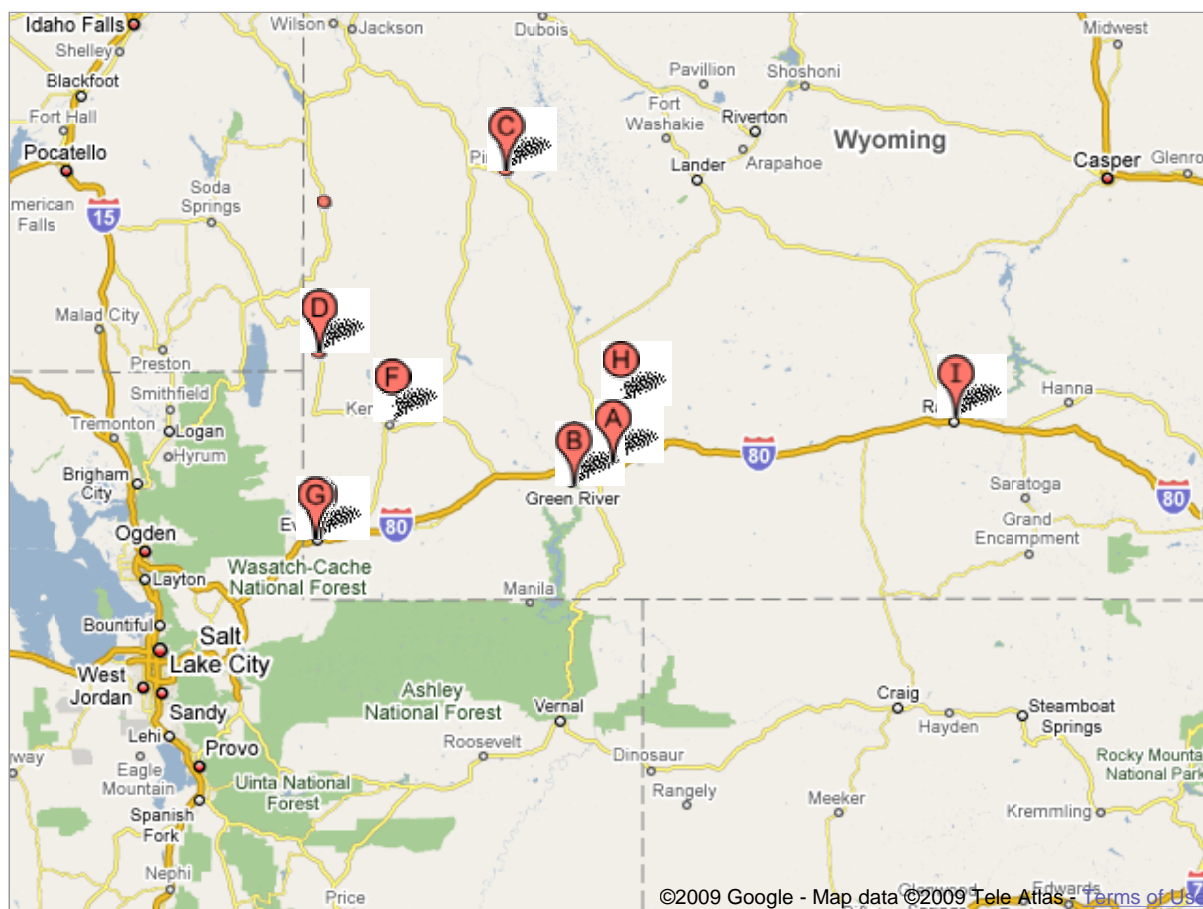 Idaho Falls
Wilson
Jackson
Dubois
Midwest
Shelley
Blackfoot
Pavillion
Shoshoni
Fort Hall
Fort
Washakie
Riverton
Wyoming
C
Pocatello
Arapahoe
Lander
Casper
Glenro
Soda
Springs
merican
Falls
15
D
Malad City
Preston
F
H
I
Hanna
Smithfield
Ker
A
Tremonton
Logan
Hyrum
B
80
Brigham
City
G
Green River
Saratoga
80
80
Grand
Encampment
Ogden
Layton
Wasatch-Cache
National Forest
Manila
Bountiful
Salt
Lake City
West
Jordan
Sandy
Ashley
National Forest
Vernal
Craig
Hayden
Steamboat
Springs
Lehi
Roosevelt
Dinosaur
Provo
Eagle
Mountain
Uinta National
Forest
Rangely
Rocky Mounta
National Park
Spanish
Fork
Meeker
Kremmling
Nephi
Price
©2009 Google - Map data ©2009 Tele Atlas - Terms of Us